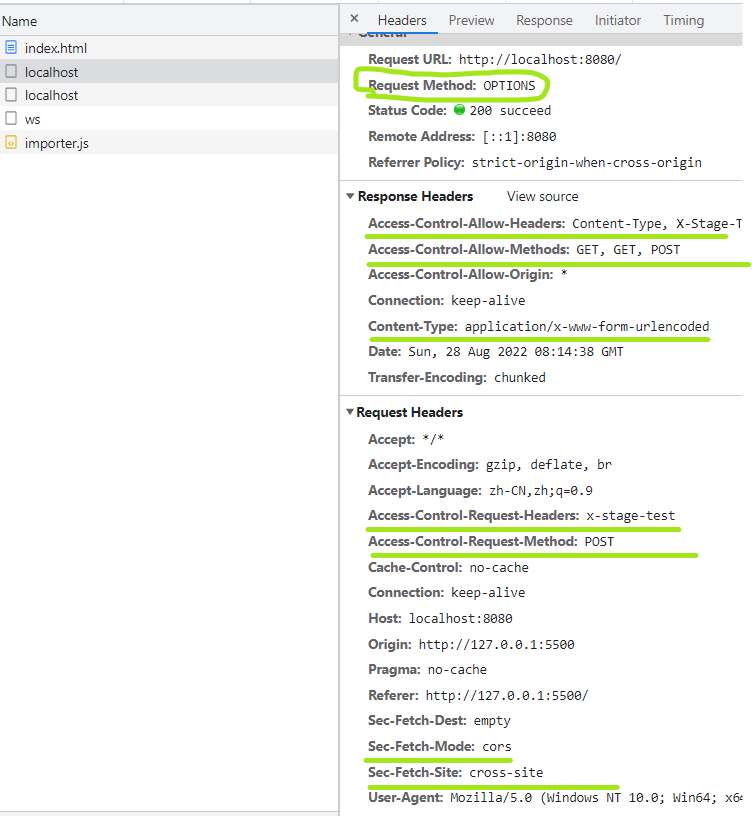 Name
index.html
localhost
localhost
ws
importer.js
× Headers Preview Response Initiator Timing
General
Request URL: http://localhost:8080/
Request Method: OPTIONS
Status Code: 200 succeed
Remote Address: [::1]:8080
Referrer Policy: strict-origin-when-cross-origin
Response Headers View source
Access-Control-Allow-Headers: Content-Type, X-Stage-T
Access-Control-Allow-Methods: GET, GET, POST
Access-Control-Allow-Origin: *
Connection: keep-alive
Content-Type: application/x-www-form-urlencoded
Date: Sun, 28 Aug 2022 08:14:38 GMT
Transfer-Encoding: chunked
Request Headers
Accept: */*
Accept-Encoding: gzip, deflate, br
Accept-Language: zh-CN,zh;q=0.9
Access-Control-Request-Headers: x-stage-test
Access-Control-Request-Method: POST
Cache-Control: no-cache
Connection: keep-alive
Host: localhost:8080
Origin: http://127.0.0.1:5500
Pragma: no-cache
Referer: http://127.0.0.1:5500/
Sec-Fetch-Dest: empty
Sec-Fetch-Mode: cors
Sec-Fetch-Site: cross-site
User-Agent: Mozilla/5.0 (Windows NT 10.0; Win64; x64